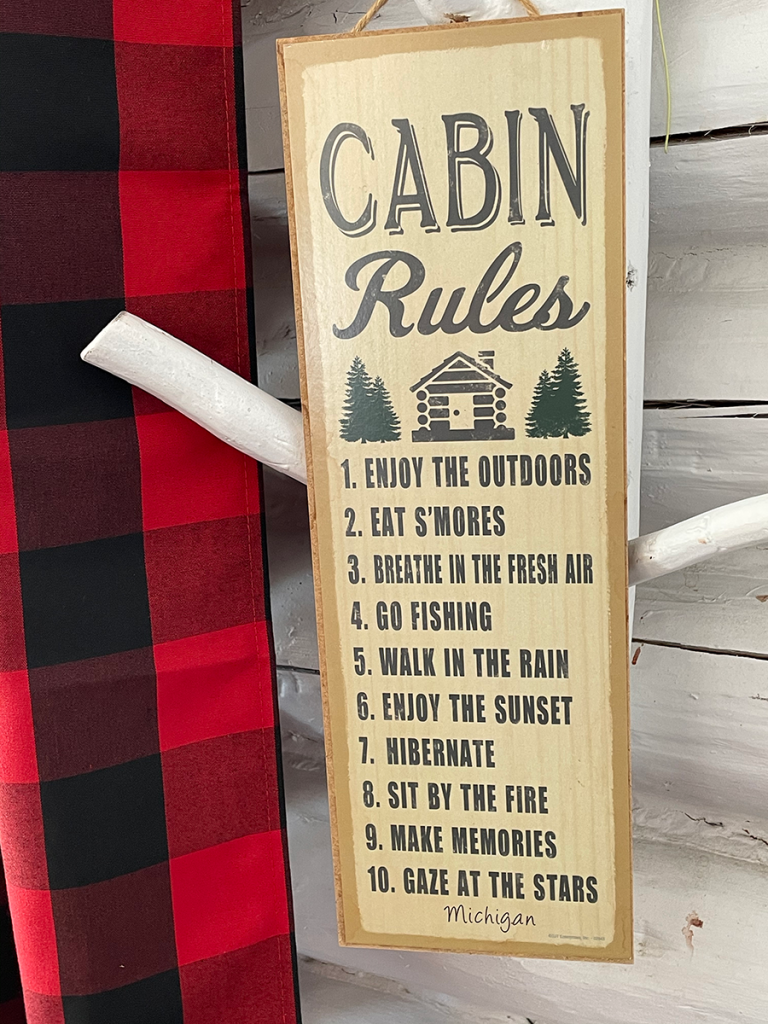 CABIN
Rules
1. ENJOY THE OUTDOORS
2. EAT S'MORES
3. BREATHE IN THE FRESH AIR
4. GO FISHING
5. WALK IN THE RAIN
6. ENJOY THE SUNSET
7. HIBERNATE
8. SIT BY THE FIRE
9. MAKE MEMORIES
10. GAZE AT THE STARS
Michigan